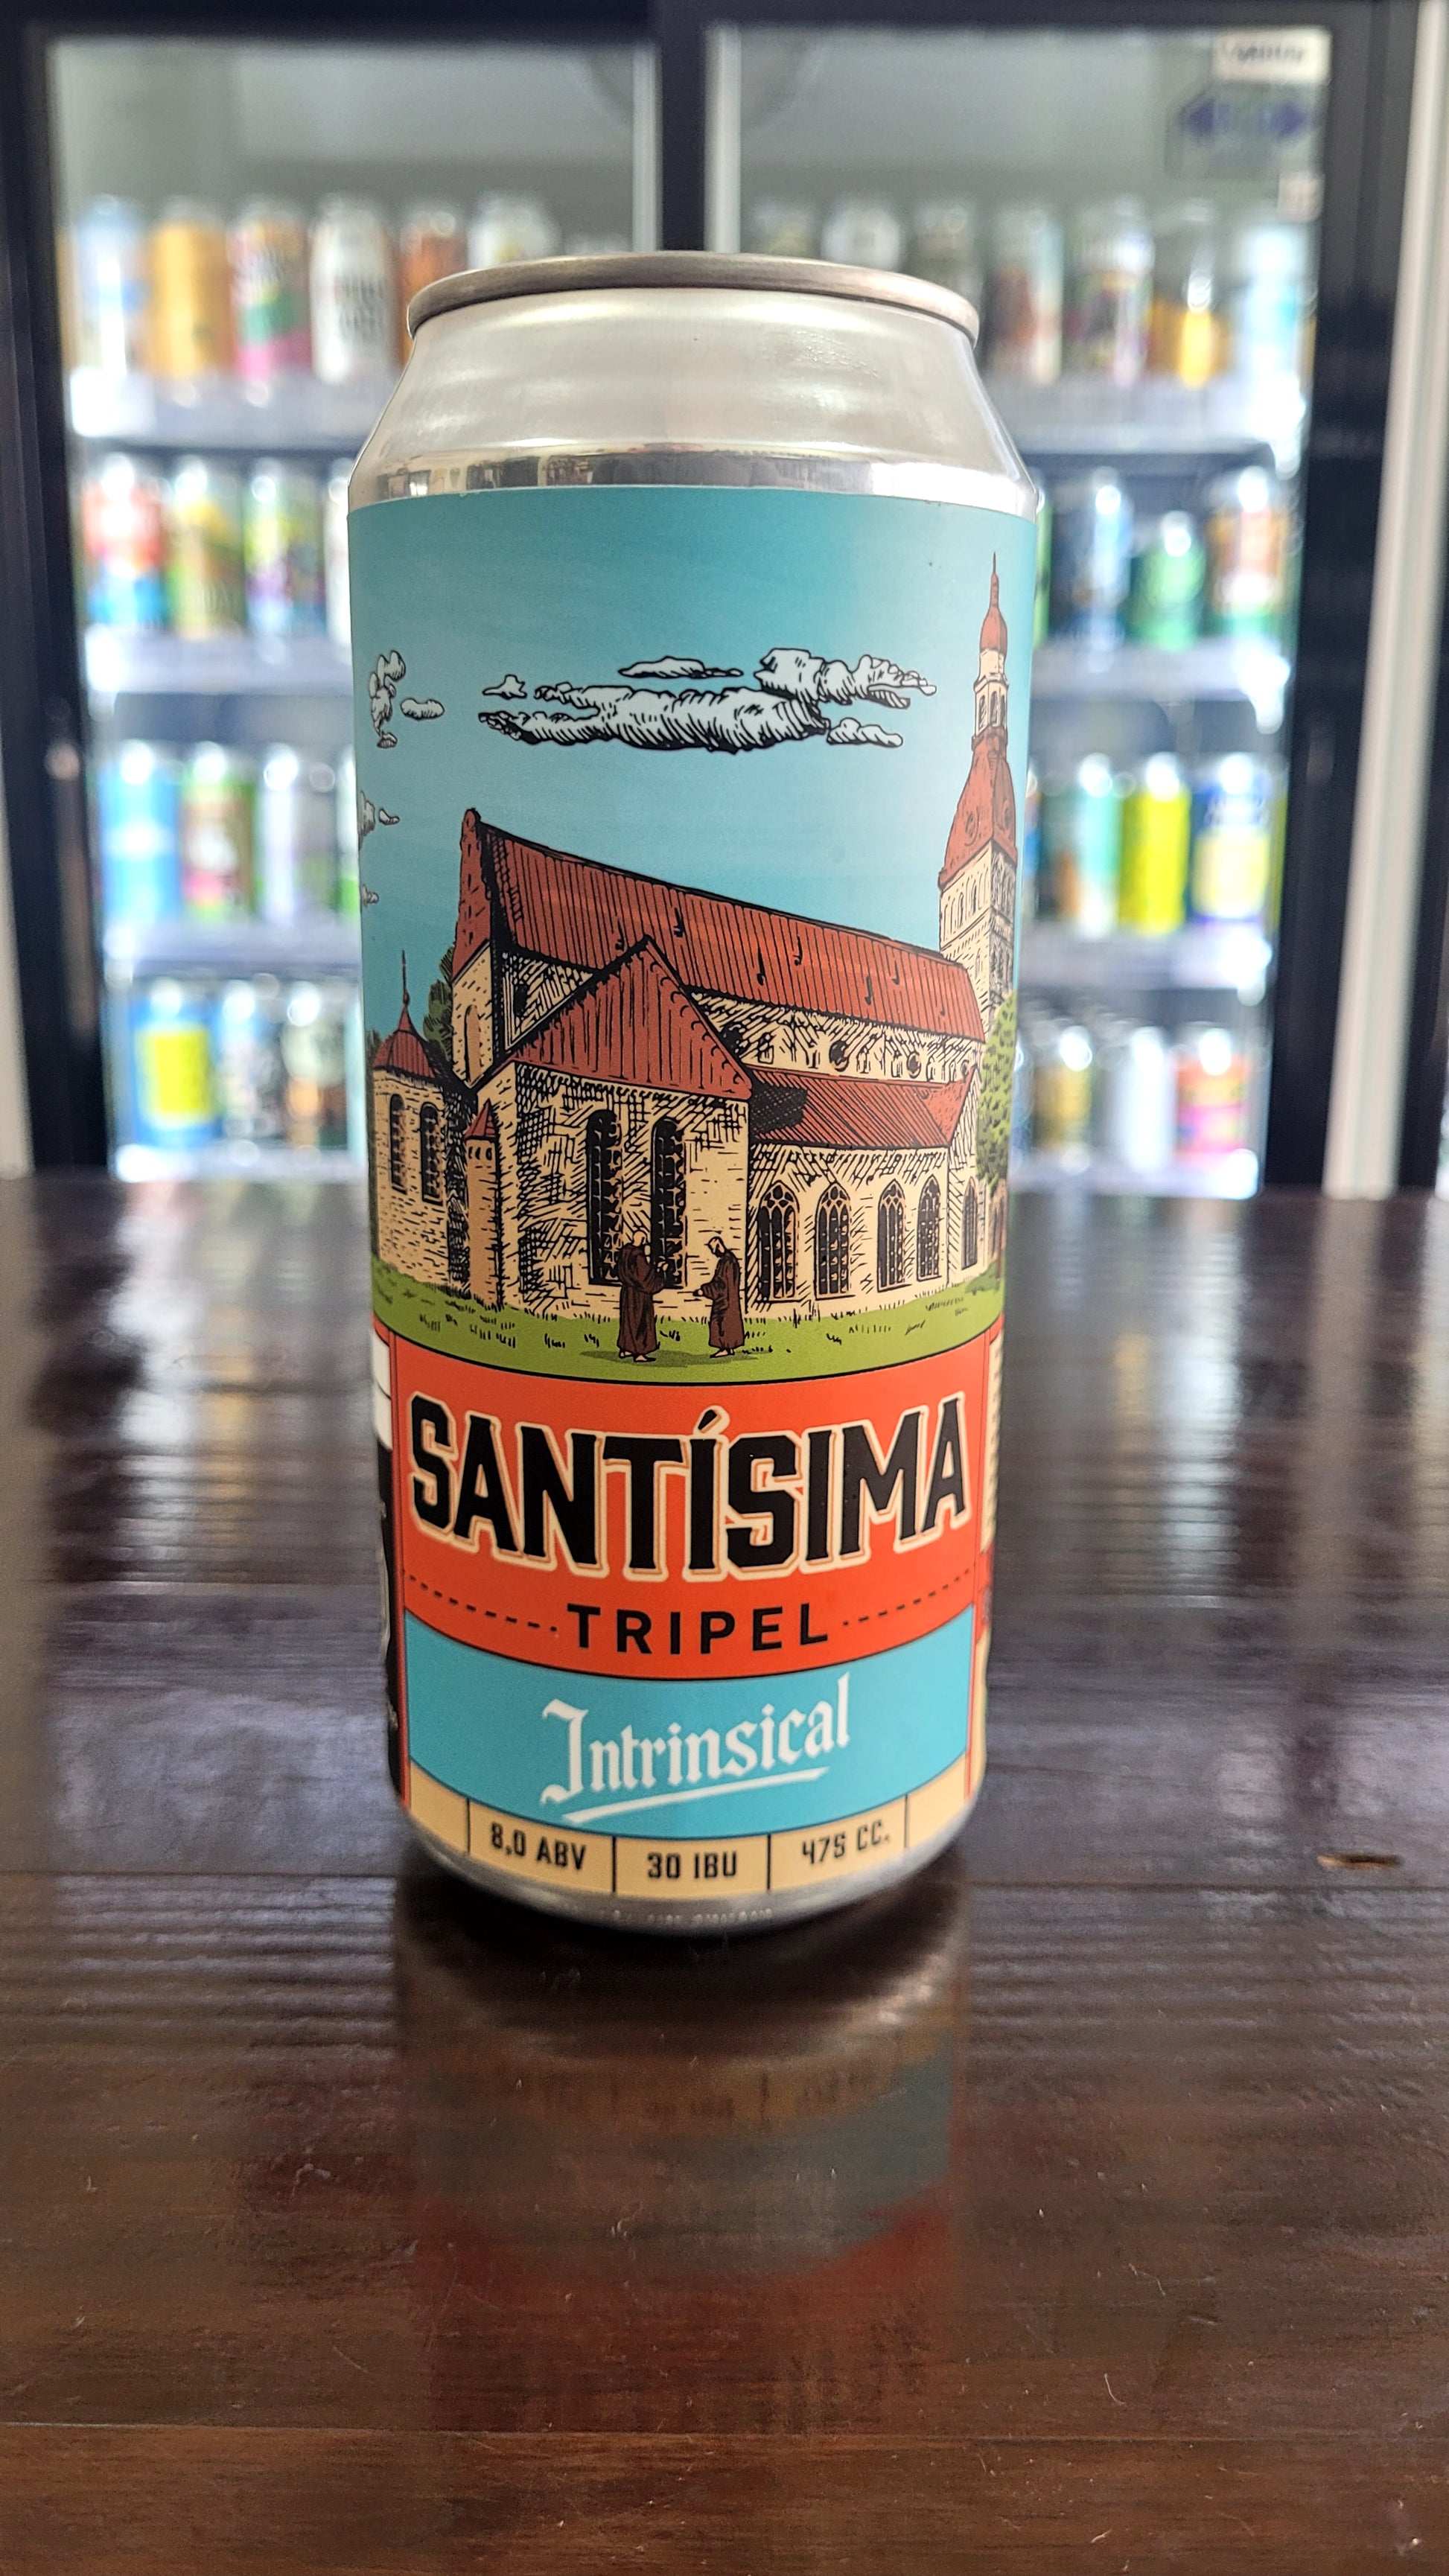 SANTÍSIMA
TRIPEL
Intrinsical
8,0 ABV
30 IBU
475 CC.